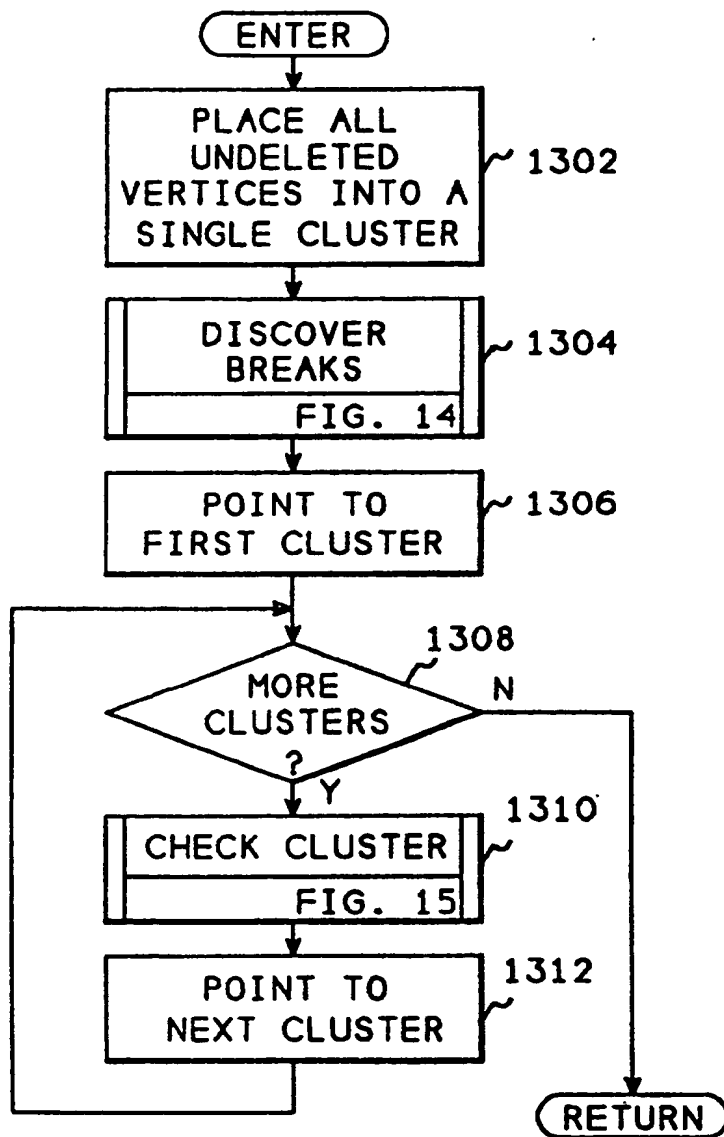 ENTER
PLACE ALL
UNDELETED
VERTICES INTO A
SINGLE CLUSTER
1302
DISCOVER
BREAKS
FIG. 14
1304
POINT TO
FIRST CLUSTER
1306
1308
MORE
CLUSTERS
?
N
Y
1310
CHECK CLUSTER
FIG. 15
1312
POINT TO
NEXT CLUSTER
RETURN